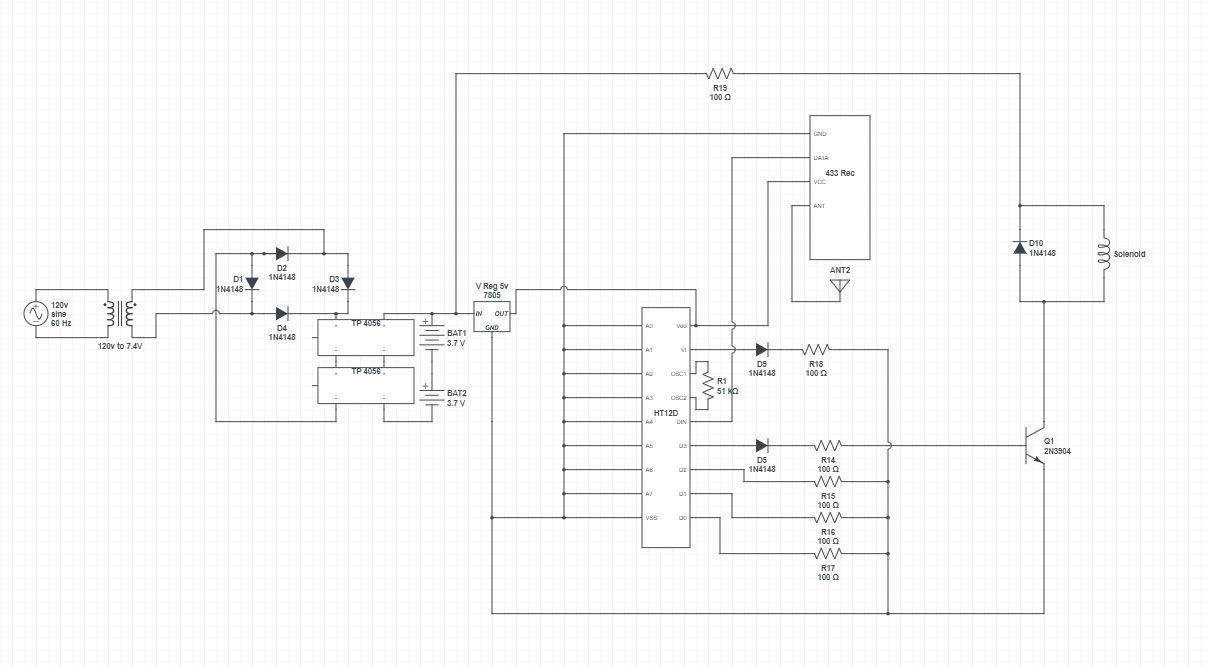 R19
100 Ω
GND
DATA
433 Rec
VCC
ANT
ANT2
D10
1N4148
Solenoid
D2
1N4148
D1
1N4148
D3
1N4148
D4
1N4148
120v
sine
60 Hz
120v to 7.4V
TP 4056
+ +
- -
TP 4056
+ +
- -
BAT1
3.7 V
BAT2
3.7 V
V Reg 5v
7805
IN OUT
GND
A0 Vdd
A1 VI
A2 OSC1
A3 OSC2
HT12D
A4 DIN
A5 D3
A6 D2
A7 D1
VSS D0
R1
51 kΩ
D9
1N4148
R18
100 Ω
D5
1N4148
R14
100 Ω
R15
100 Ω
R16
100 Ω
R17
100 Ω
Q1
2N3904